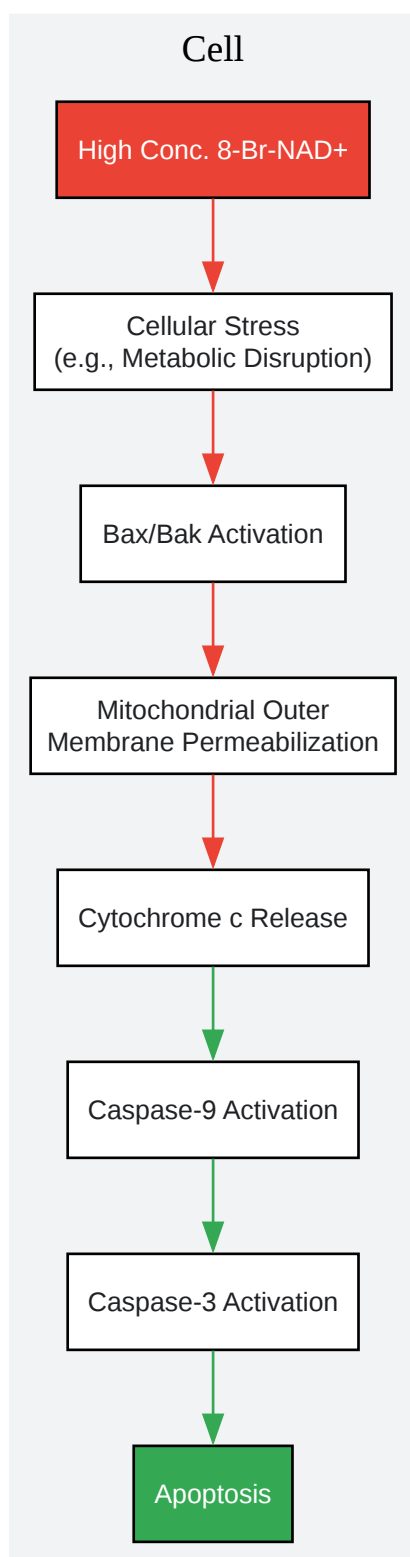 Cell
High Conc. 8-Br-NAD+
Cellular Stress
(e.g., Metabolic Disruption)
Bax/Bak Activation
Mitochondrial Outer
Membrane Permeabilization
Cytochrome c Release
Caspase-9 Activation
Caspase-3 Activation
Apoptosis